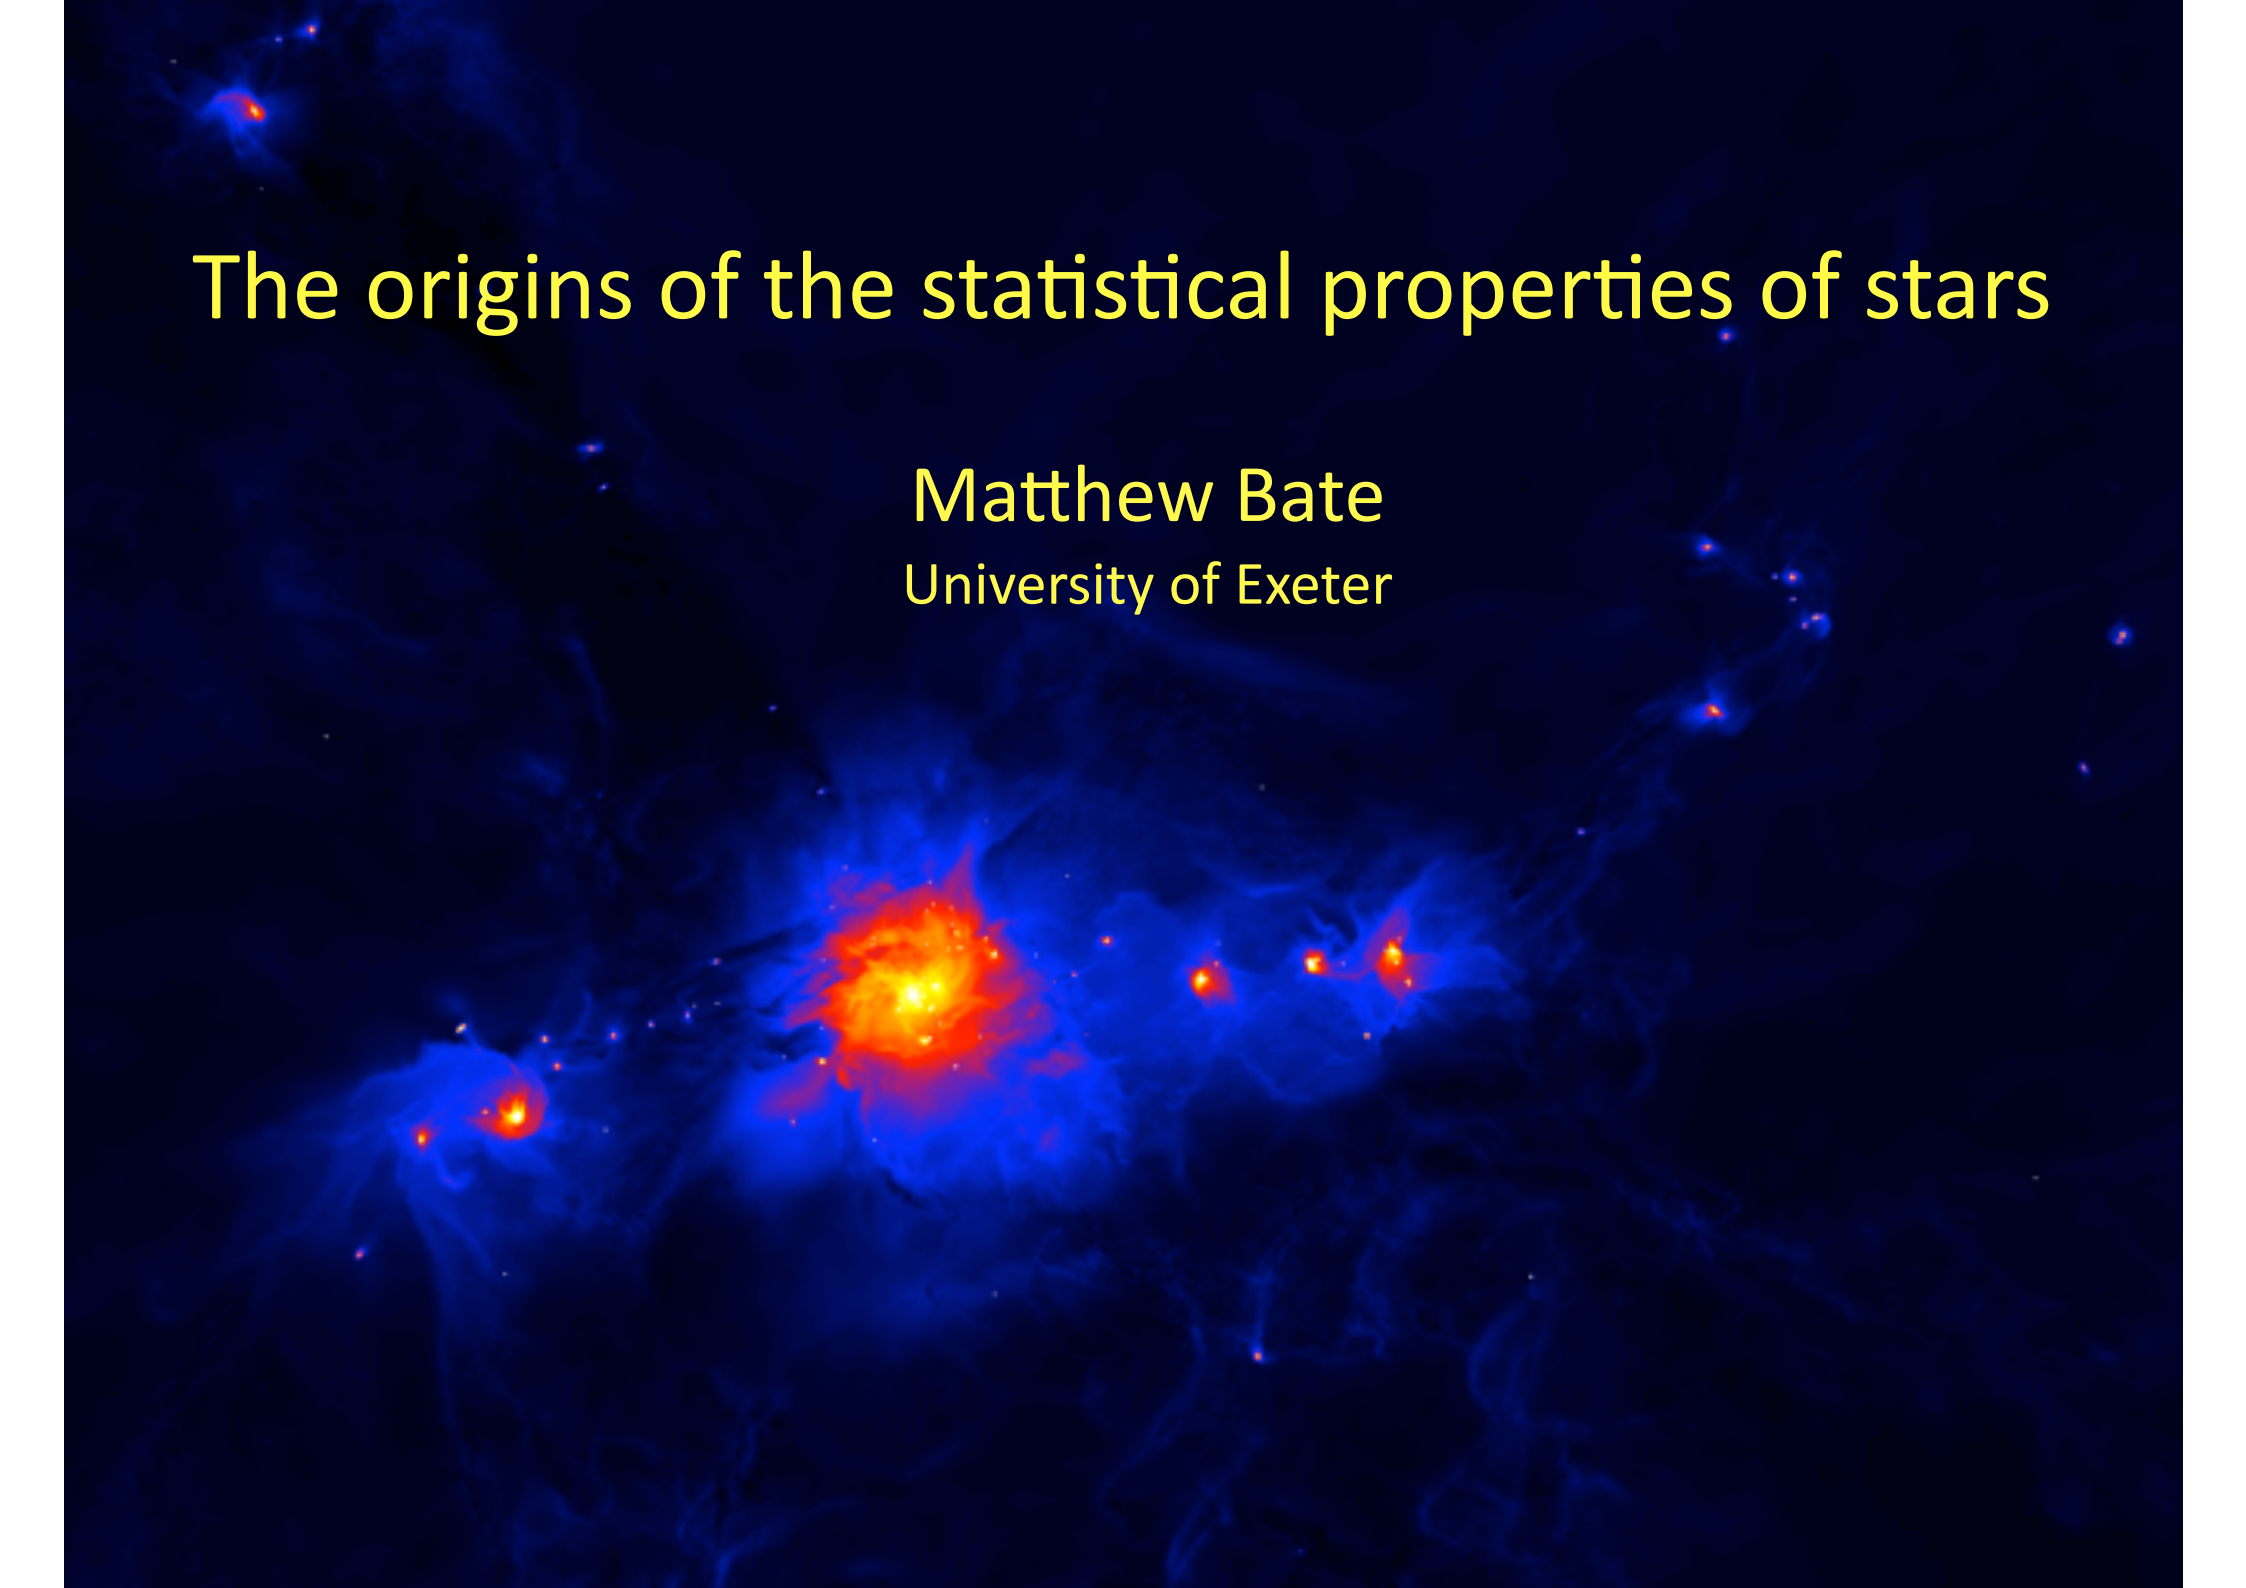 The origins of the statistical properties of stars
Matthew Bate
University of Exeter